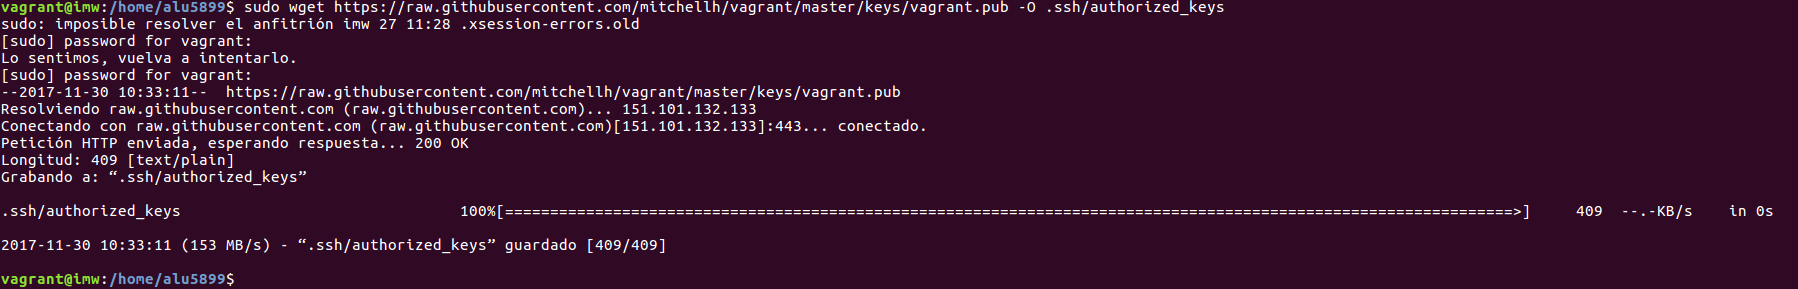 vagrant@imw:/home/alu5899$ sudo wget https://raw.githubusercontent.com/mitchellh/vagrant/master/keys/vagrant.pub -O .ssh/authorized_keys
sudo: imposible resolver el anfitrión imw 27 11:28 .xsession-errors.old
[sudo] password for vagrant:
Lo sentimos, vuelva a intentarlo.
[sudo] password for vagrant:
--2017-11-30 10:33:11--  https://raw.githubusercontent.com/mitchellh/vagrant/master/keys/vagrant.pub
Resolviendo raw.githubusercontent.com (raw.githubusercontent.com)... 151.101.132.133
Conectando con raw.githubusercontent.com (raw.githubusercontent.com)[151.101.132.133]:443... conectado.
Petición HTTP enviada, esperando respuesta... 200 OK
Longitud: 409 [text/plain]
Grabando a: “.ssh/authorized_keys”
.ssh/authorized_keys 100%[================================================================================================================>] 409 --.-KB/s in 0s
2017-11-30 10:33:11 (153 MB/s) - “.ssh/authorized_keys” guardado [409/409]
vagrant@imw:/home/alu5899$